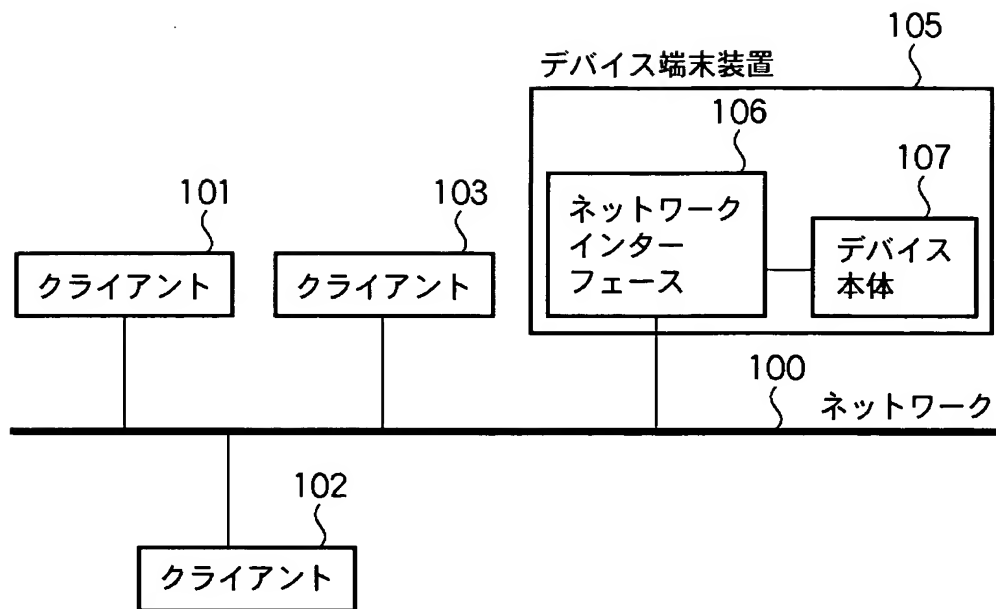 105
デバイス端末装置
106
107
101
103
ネットワーク
インター
フェース
デバイス
本体
クライアント
クライアント
100
ネットワーク
102
クライアント